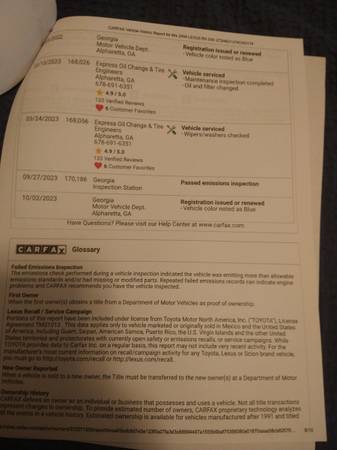 CARFAX Vehicle History Report for this 2008 LEXUS RX 350
Georgia
Motor Vehicle Dept.
Alpharetta, GA
Registration issued or renewed
- Vehicle color noted as Blue
168,026 Express Oil Change & Tire
Engineers
Alpharetta, GA
678-691-6351
4.9 / 5.0
133 Verified Reviews
6 Customer Favorites
Vehicle serviced
- Maintenance inspection completed
- Oil and filter changed
03/24/2023 168,056 Express Oil Change & Tire
Engineers
Alpharetta, GA
678-691-6351
4.9 / 5.0
133 Verified Reviews
6 Customer Favorites
Vehicle serviced
- Wipers/washers checked
09/27/2023 170,186 Georgia
Inspection Station
Passed emissions inspection
10/02/2023 Georgia
Motor Vehicle Dept.
Alpharetta, GA
Registration issued or renewed
- Vehicle color noted as Blue
Have Questions? Please visit our Help Center at www.carfax.com.
CARFAX Glossary
Failed Emissions Inspection
The emissions check performed during a vehicle inspection indicated the vehicle was emitting more than allowable
emissions standards and/or had missing or modified parts. Repeated failed emissions records can indicate engine
problems and CARFAX recommends you have the vehicle inspected.
First Owner
When the first owner(s) obtains a title from a Department of Motor Vehicles as proof of ownership.
Lexus Recall / Service Campaign
Portions of this report have been included under license from Toyota Motor North America, Inc. ("TOYOTA"), License
Agreement This data applies only to vehicle marketed or originally sold in Mexico and the United States
of America, including Guam, Saipan, American Samoa, Puerto Rico, the U.S. Virgin Islands and the other United
States territories and protectorates with currently open safety or emissions recalls, or service campaigns. While
TOYOTA provides data to Carfax Inc. on a regular basis, this report may not include very recent activity. For the
manufacturer's most current information on recall/campaign activity for any Toyota, Lexus or Scion brand vehicle,
you must go to http://toyota.com/recall or http://lexus.com/recall.
New Owner Reported
When a vehicle is sold to a new owner, the Title must be transferred to the new owner(s) at a Department of Motor
Vehicles.
Ownership History
CARFAX defines an owner as an individual or business that possesses and uses a vehicle. Not all title transactions
represent changes to ownership. To provide estimated number of owners, CARFAX proprietary technology analyzes
all the events in a vehicle history. Estimated ownership is available for vehicles manufactured after 1991 and titled